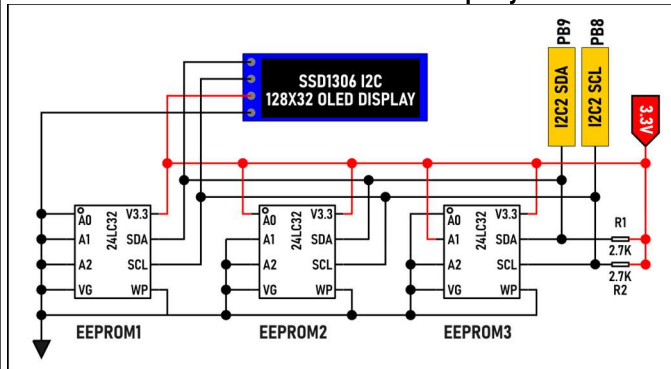 PB9
PB8
SSD1306 I2C
128X32 OLED DISPLAY
I2C2 SDA
I2C2 SCL
3.3V
A0
A1
A2
VG
24LC32
V3.3
SDA
SCL
WP
A0
A1
A2
VG
24LC32
V3.3
SDA
SCL
WP
A0
A1
A2
VG
24LC32
V3.3
SDA
SCL
WP
R1
2.7K
2.7K
R2
EEPROM1
EEPROM2
EEPROM3